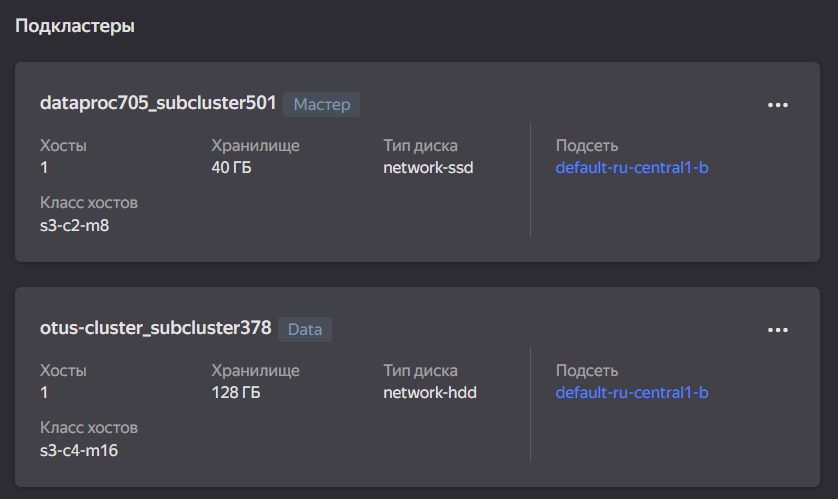 Подкластеры
dataproc705_subcluster501 Мастер
Хосты Хранилище Тип диска Подсеть
1 40 ГБ network-ssd default-ru-central1-b
Класс хостов
s3-c2-m8
otus-cluster_subcluster378 Data
Хосты Хранилище Тип диска Подсеть
1 128 ГБ network-hdd default-ru-central1-b
Класс хостов
s3-c4-m16